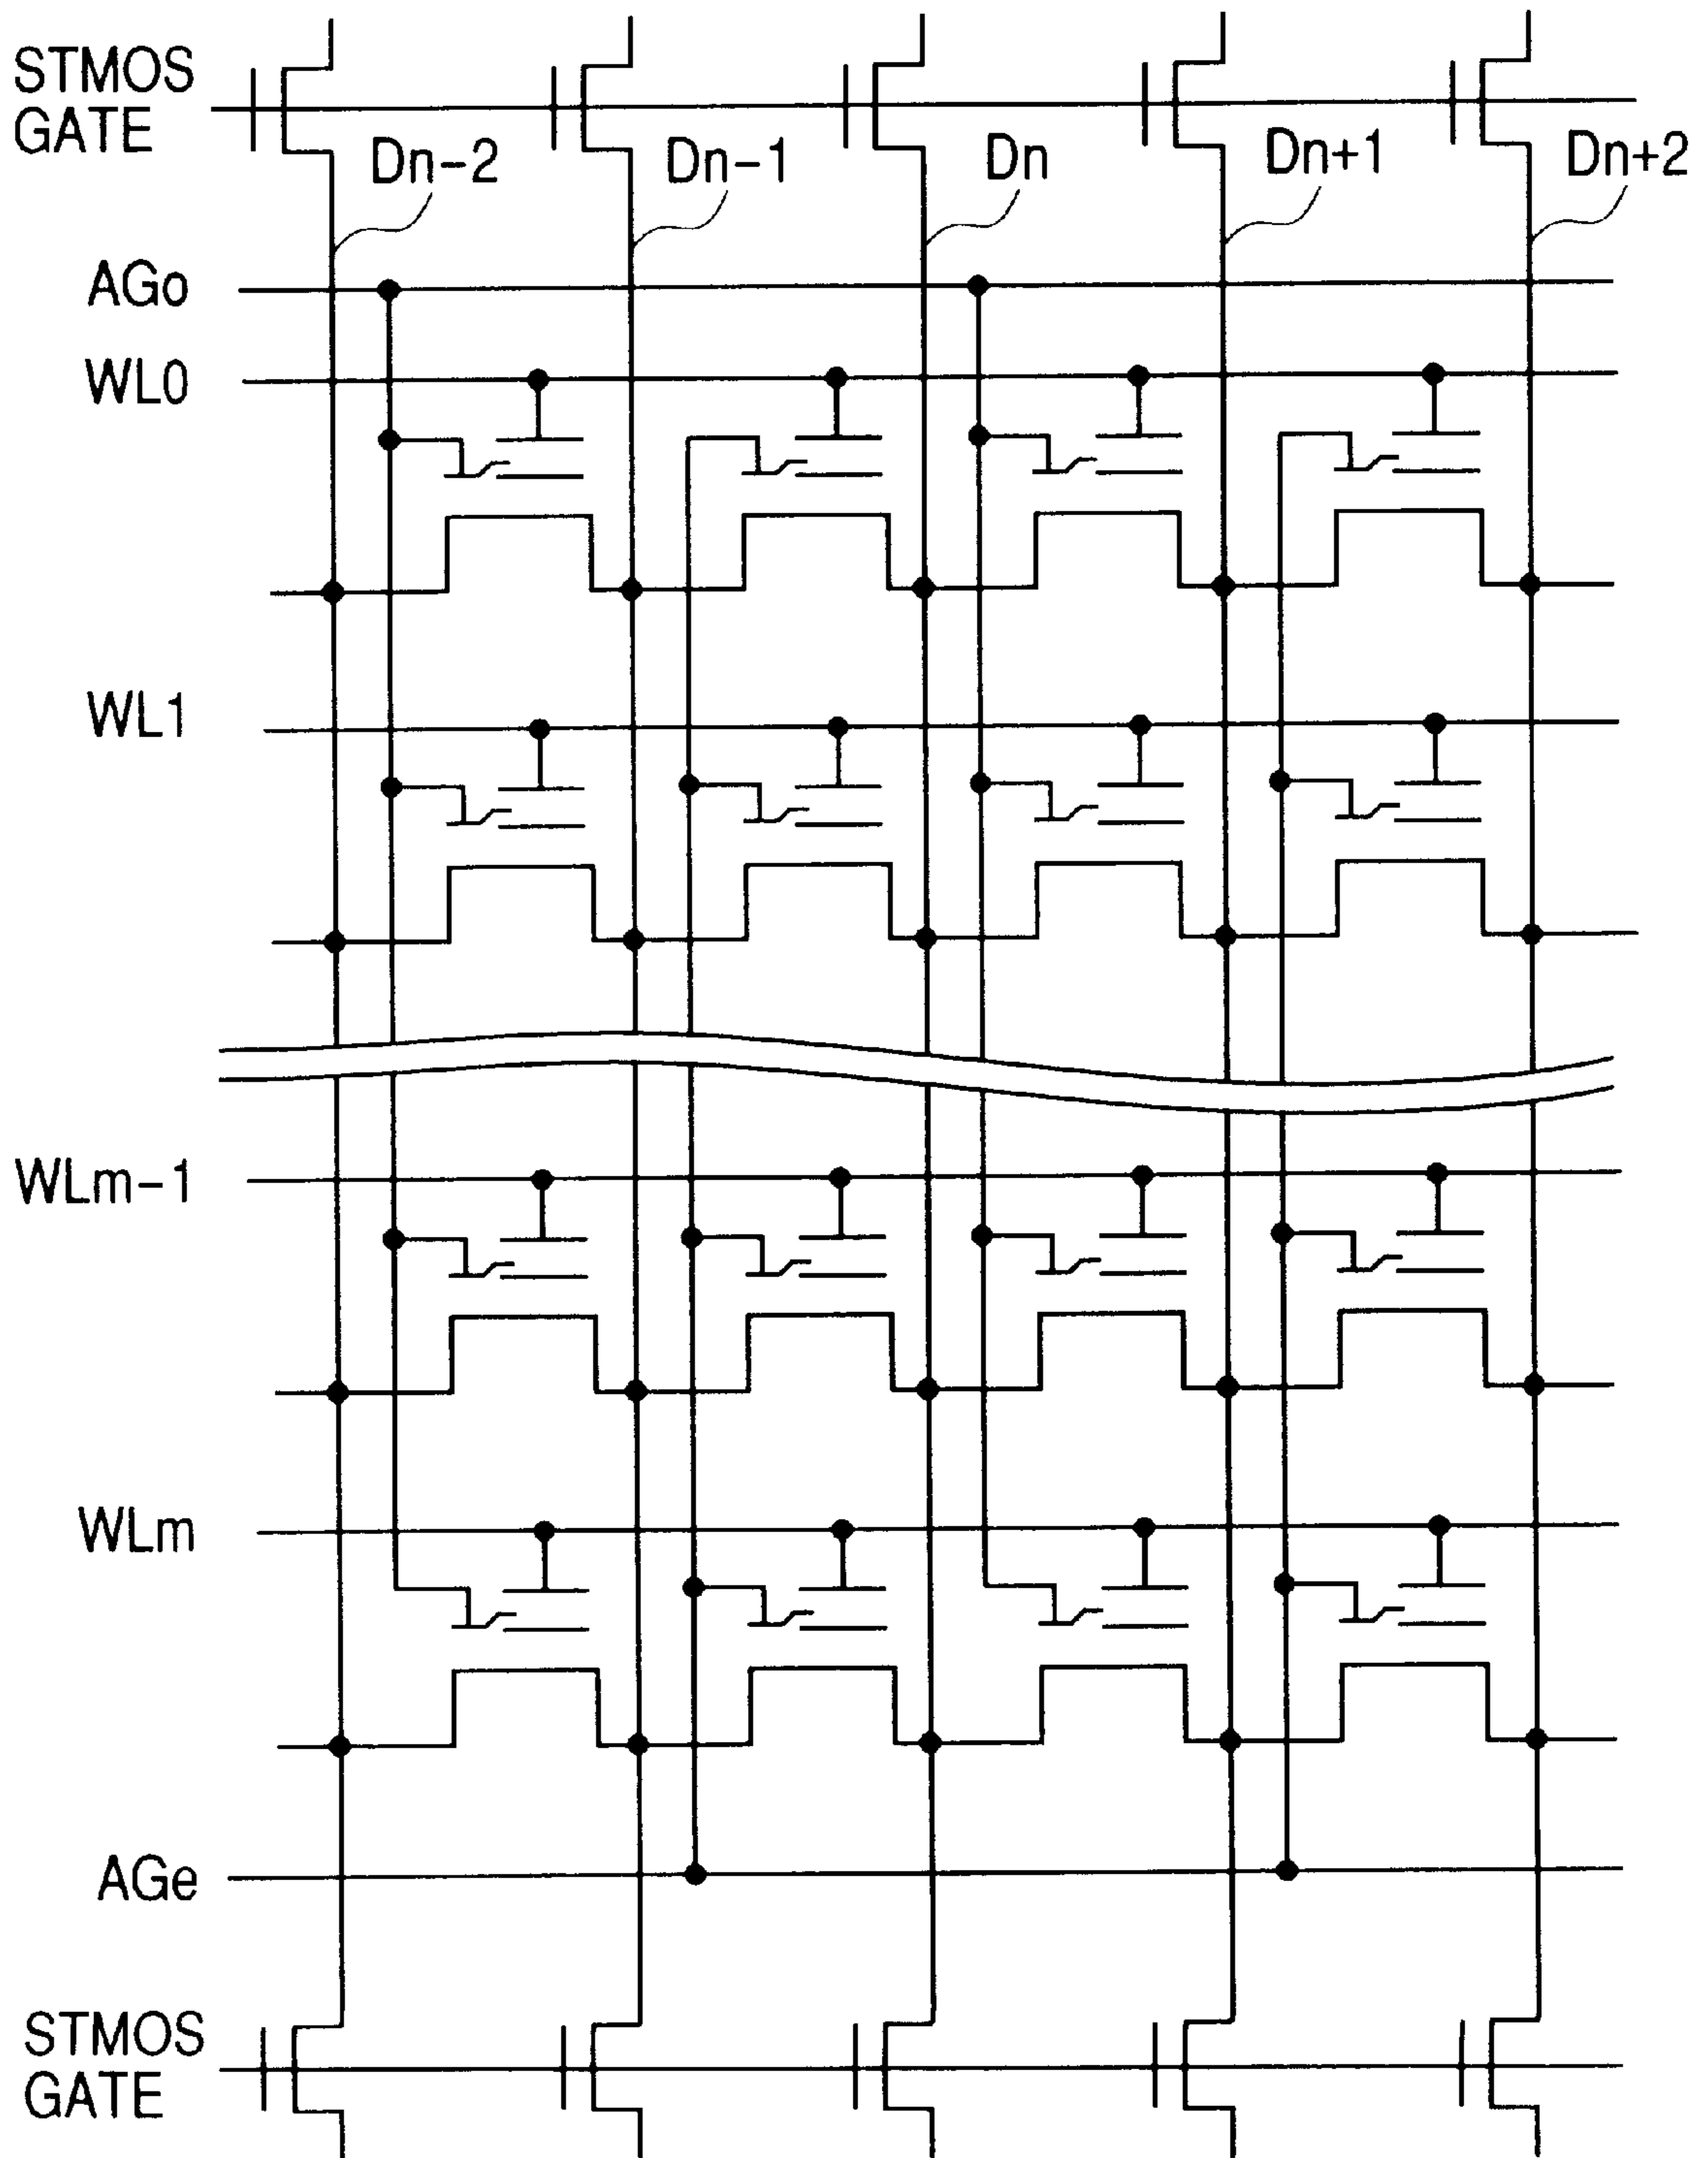 STMOS
GATE
Dn-2
Dn-1
Dn
Dn+1
Dn+2
AGo
WL0
WL1
WLm-1
WLm
AGe
STMOS
GATE